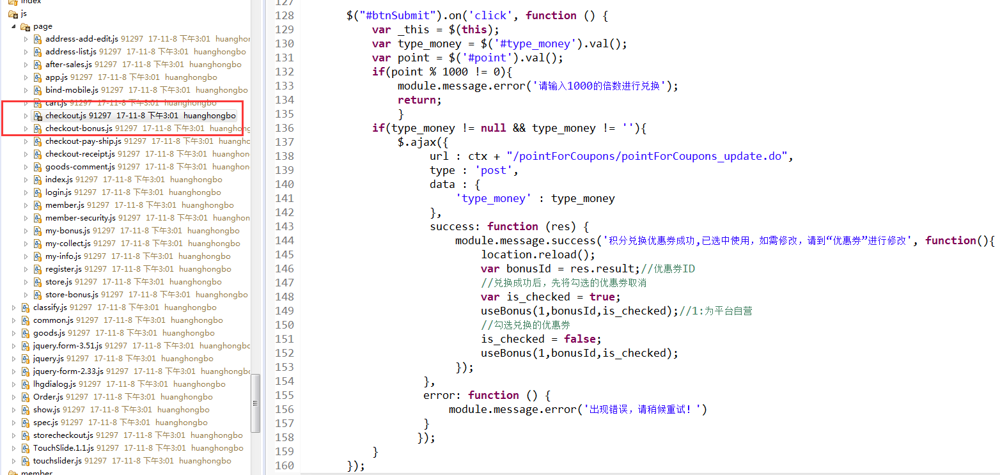 index
js
page
address-add-edit.js 91297 17-11-8 下午3:01 huanghon
address-list.js 91297 17-11-8 下午3:01 huanghongbo
after-sales.js 91297 17-11-8 下午3:01 huanghongbo
app.js 91297 17-11-8 下午3:01 huanghongbo
bind-mobile.js 91297 17-11-8 下午3:01 huanghongbo
cart.js 91297 17-11-8 下午3:01 huanghongbo
checkout.js 91297 17-11-8 下午3:01 huanghongbo
checkout-bonus.js 91297 17-11-8 下午3:01 huanghong
checkout-pay-ship.js 91297 17-11-8 下午3:01 huangh
checkout-receipt.js 91297 17-11-8 下午3:01 huanghon
goods-comment.js 91297 17-11-8 下午3:01 huanghon
index.js 91297 17-11-8 下午3:01 huanghongbo
login.js 91297 17-11-8 下午3:01 huanghongbo
member.js 91297 17-11-8 下午3:01 huanghongbo
member-security.js 91297 17-11-8 下午3:01 huanghon
my-bonus.js 91297 17-11-8 下午3:01 huanghongbo
my-collect.js 91297 17-11-8 下午3:01 huanghongbo
my-info.js 91297 17-11-8 下午3:01 huanghongbo
register.js 91297 17-11-8 下午3:01 huanghongbo
store.js 91297 17-11-8 下午3:01 huanghongbo
store-bonus.js 91297 17-11-8 下午3:01 huanghongbo
classify.js 91297 17-11-8 下午3:01 huanghongbo
common.js 91297 17-11-8 下午3:01 huanghongbo
goods.js 91297 17-11-8 下午3:01 huanghongbo
jquery.form-3.51.js 91297 17-11-8 下午3:01 huanghongbo
jquery.js 91297 17-11-8 下午3:01 huanghongbo
jquery-form-2.33.js 91297 17-11-8 下午3:01 huanghongbo
lhgdialog.js 91297 17-11-8 下午3:01 huanghongbo
Order.js 91297 17-11-8 下午3:01 huanghongbo
show.js 91297 17-11-8 下午3:01 huanghongbo
spec.js 91297 17-11-8 下午3:01 huanghongbo
storecheckout.js 91297 17-11-8 下午3:01 huanghongbo
TouchSlide.1.1.js 91297 17-11-8 下午3:01 huanghongbo
touchslider.js 91297 17-11-8 下午3:01 huanghongbo
member
127
128 $("#btnSubmit").on('click', function () {
129 var _this = $(this);
130 var type_money = $('#type_money').val();
131 var point = $('#point').val();
132 if(point % 1000 != 0){
133 module.message.error('请输入1000的倍数进行兑换');
134 return;
135 }
136 if(type_money != null && type_money != ''){
137 $.ajax({
138 url : ctx + "/pointForCoupons/pointForCoupons_update.do",
139 type : 'post',
140 data : {
141 'type_money' : type_money
142 },
143 success: function (res) {
144 module.message.success('积分兑换优惠券成功,已选中使用，如需修改，请到“优惠券”进行修改', function(){
145 location.reload();
146 var bonusId = res.result;//优惠券ID
147 //兑换成功后，先将勾选的优惠券取消
148 var is_checked = true;
149 useBonus(1,bonusId,is_checked);//1:为平台自营
150 //勾选兑换的优惠券
151 is_checked = false;
152 useBonus(1,bonusId,is_checked);
153 });
154 },
155 error: function () {
156 module.message.error('出现错误，请稍候重试！')
157 }
158 });
159 }
160 });